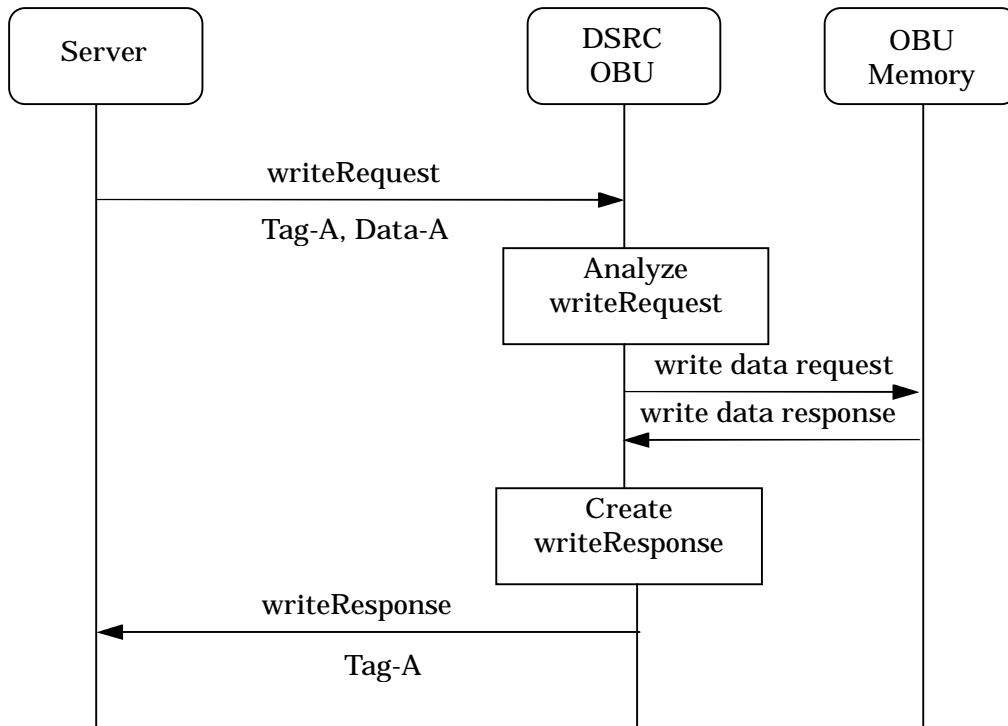 Server
DSRC
OBU
OBU
Memory
writeRequest
Tag-A, Data-A
Analyze
writeRequest
write data request
write data response
Create
writeResponse
writeResponse
Tag-A